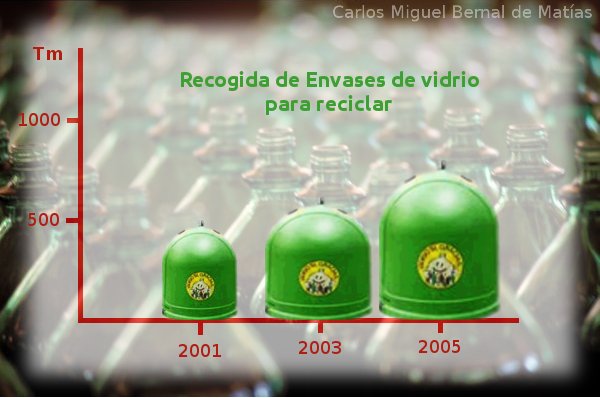 Carlos Miguel Bernal de Matías
Tm
Recogida de Envases de vidrio
para reciclar
1000
500
2001
2003
2005